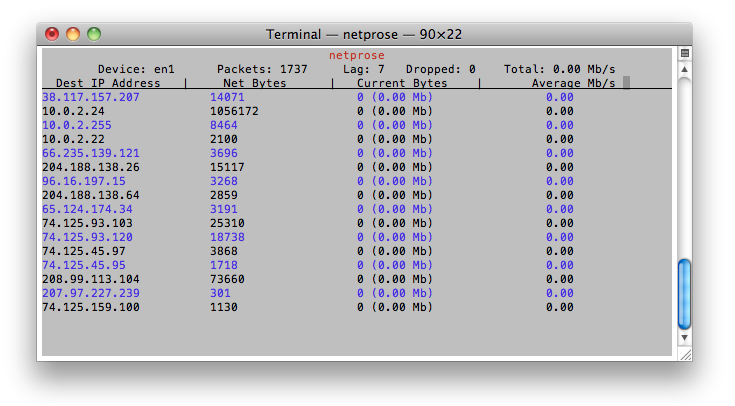 Terminal — netprose — 90×22
netprose
Device: en1 Packets: 1737 Lag: 7 Dropped: 0 Total: 0.00 Mb/s
Dest IP Address | Net Bytes | Current Bytes | Average Mb/s
38.117.157.207 14071 0 (0.00 Mb) 0.00
10.0.2.24 1056172 0 (0.00 Mb) 0.00
10.0.2.255 8464 0 (0.00 Mb) 0.00
10.0.2.22 2100 0 (0.00 Mb) 0.00
66.235.139.121 3696 0 (0.00 Mb) 0.00
204.188.138.26 15117 0 (0.00 Mb) 0.00
96.16.197.15 3268 0 (0.00 Mb) 0.00
204.188.138.64 2859 0 (0.00 Mb) 0.00
65.124.174.34 3191 0 (0.00 Mb) 0.00
74.125.93.103 25310 0 (0.00 Mb) 0.00
74.125.93.120 18738 0 (0.00 Mb) 0.00
74.125.45.97 3868 0 (0.00 Mb) 0.00
74.125.45.95 1718 0 (0.00 Mb) 0.00
208.99.113.104 73660 0 (0.00 Mb) 0.00
207.97.227.239 301 0 (0.00 Mb) 0.00
74.125.159.100 1130 0 (0.00 Mb) 0.00